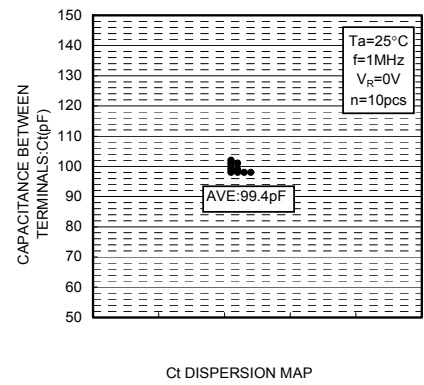 150
140
130
120
110
100
90
80
70
60
50
CAPACITANCE BETWEEN
TERMINALS:Ct(pF)
Ta=25°C
f=1MHz
VR=0V
n=10pcs
AVE:99.4pF
Ct DISPERSION MAP